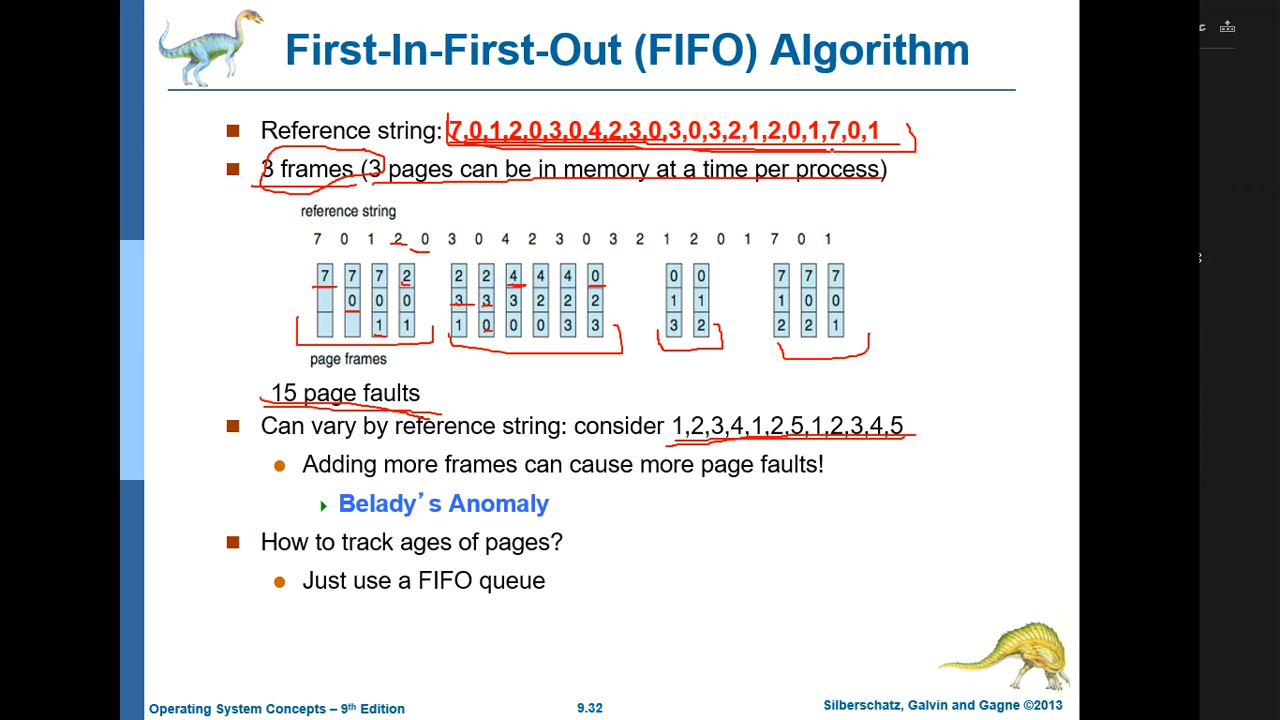 First-In-First-Out (FIFO) Algorithm
Reference string: 7,0,1,2,0,3,0,4,2,3,0,3,0,3,2,1,2,0,1,7,0,1
3 frames (3 pages can be in memory at a time per process)
reference string
7 0 1 2 0 3 0 4 2 3 0 3 2 1 2 0 1 7 0 1
7 7 7 2 2 2 4 4 4 0 0 0 7 7 7
0 0 0 3 3 3 2 2 2 1 1 1 0 0
1 1 1 0 0 0 3 3 3 2 2 2 1
page frames
15 page faults
Can vary by reference string: consider 1,2,3,4,1,2,5,1,2,3,4,5
Adding more frames can cause more page faults!
Belady’s Anomaly
How to track ages of pages?
Just use a FIFO queue
Operating System Concepts – 9th Edition
9.32
Silberschatz, Galvin and Gagne ©2013